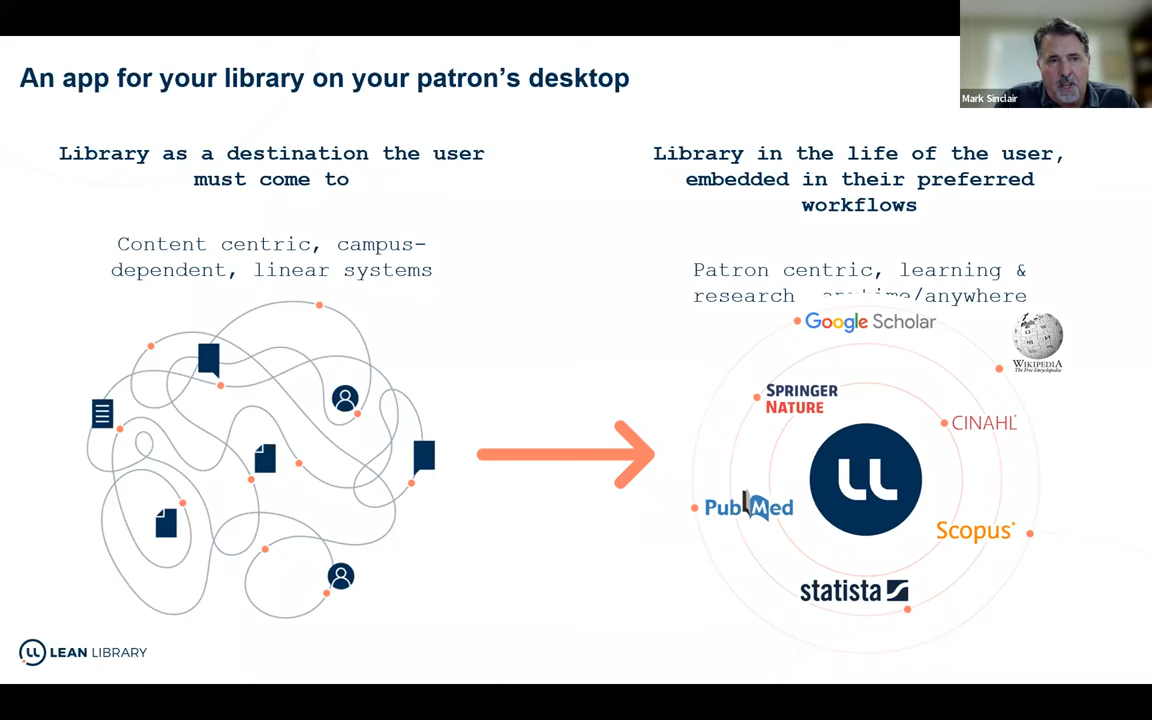 An app for your library on your patron's desktop
Mark Sinclair
Library as a destination the user
must come to
Content centric, campus-
dependent, linear systems
Library in the life of the user,
embedded in their preferred
workflows
Patron centric, learning &
research anytime/anywhere
Google Scholar
WIKIPEDIA
The Free Encyclopedia
SPRINGER
NATURE
CINAHL
PubMed
Scopus
statista
LEAN LIBRARY